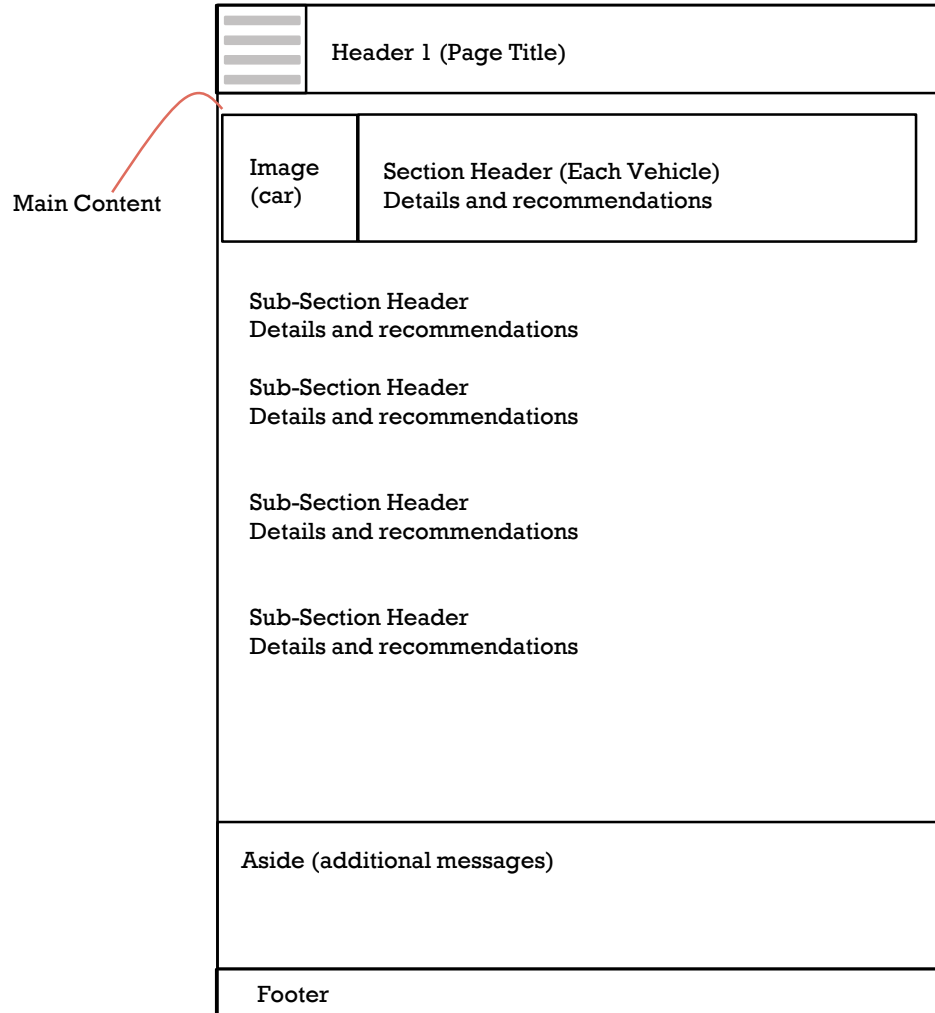 Header 1 (Page Title)
Main Content
Image
(car)
Section Header (Each Vehicle)
Details and recommendations
Sub-Section Header
Details and recommendations
Sub-Section Header
Details and recommendations
Sub-Section Header
Details and recommendations
Sub-Section Header
Details and recommendations
Aside (additional messages)
Footer